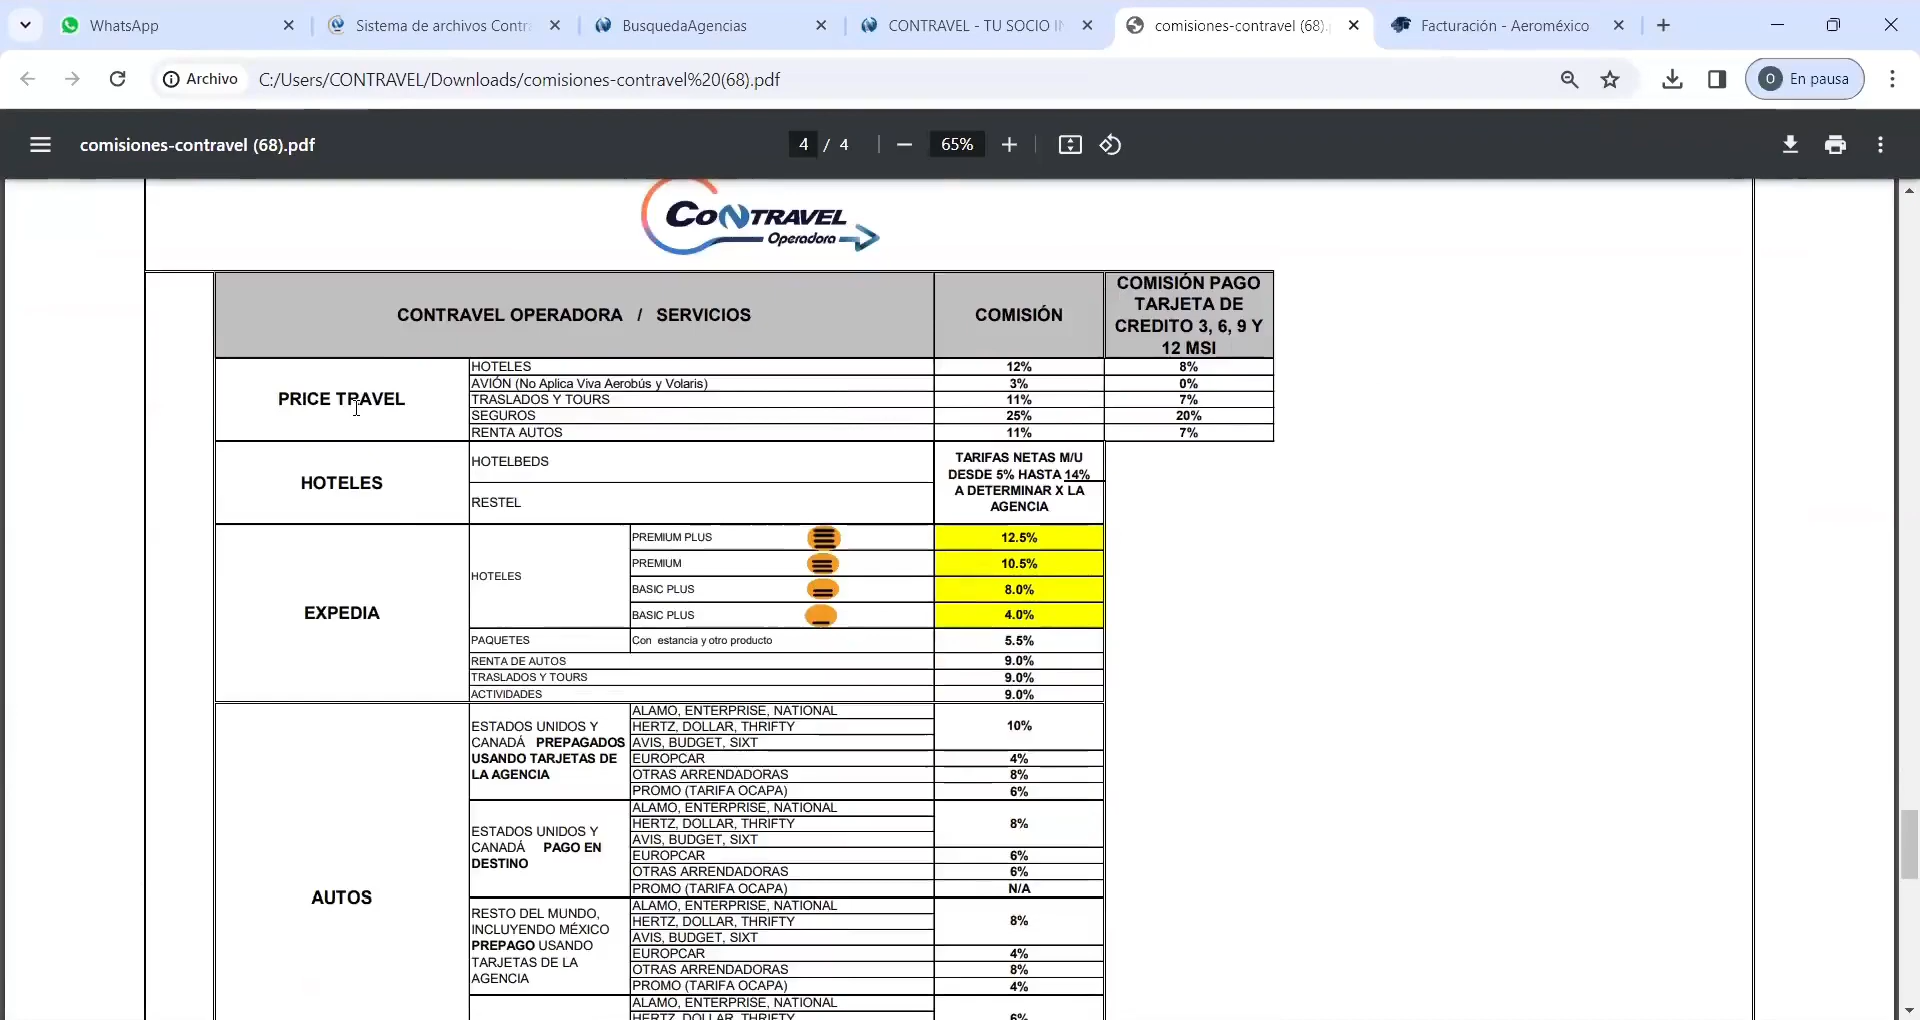 WhatsApp
Sistema de archivos Contr
BusquedaAgencias
CONTRAVEL - TU SOCIO IN
comisiones-contravel (68).
Facturación - Aeroméxico
Archivo
C:/Users/CONTRAVEL/Downloads/comisiones-contravel%20(68).pdf
O
En pausa
comisiones-contravel (68).pdf
4 / 4
65%
CONTRAVEL
Operadora
CONTRAVEL OPERADORA / SERVICIOS
COMISIÓN
COMISIÓN PAGO
TARJETA DE
CREDITO 3, 6, 9 Y
12 MSI
PRICE TRAVEL
HOTELES 12% 8%
AVIÓN (No Aplica Viva Aerobús y Volaris) 3% 0%
TRASLADOS Y TOURS 11% 7%
SEGUROS 25% 20%
RENTA AUTOS 11% 7%
HOTELES
HOTELBEDS
RESTEL
TARIFAS NETAS M/U
DESDE 5% HASTA 14%
A DETERMINAR X LA
AGENCIA
EXPEDIA
HOTELES
PREMIUM PLUS 12.5%
PREMIUM 10.5%
BASIC PLUS 8.0%
BASIC PLUS 4.0%
PAQUETES Con estancia y otro producto 5.5%
RENTA DE AUTOS 9.0%
TRASLADOS Y TOURS 9.0%
ACTIVIDADES 9.0%
AUTOS
ESTADOS UNIDOS Y
CANADÁ PREPAGADOS
USANDO TARJETAS DE
LA AGENCIA
ALAMO, ENTERPRISE, NATIONAL
HERTZ, DOLLAR, THRIFTY 10%
AVIS, BUDGET, SIXT
EUROPCAR 4%
OTRAS ARRENDADORAS 8%
PROMO (TARIFA OCAPA) 6%
ESTADOS UNIDOS Y
CANADÁ PAGO EN
DESTINO
ALAMO, ENTERPRISE, NATIONAL
HERTZ, DOLLAR, THRIFTY 8%
AVIS, BUDGET, SIXT
EUROPCAR 6%
OTRAS ARRENDADORAS 6%
PROMO (TARIFA OCAPA) N/A
RESTO DEL MUNDO,
INCLUYENDO MÉXICO
PREPAGO USANDO
TARJETAS DE LA
AGENCIA
ALAMO, ENTERPRISE, NATIONAL
HERTZ, DOLLAR, THRIFTY 8%
AVIS, BUDGET, SIXT
EUROPCAR 4%
OTRAS ARRENDADORAS 8%
PROMO (TARIFA OCAPA) 4%
ALAMO, ENTERPRISE, NATIONAL
HERTZ, DOLLAR, THRIFTY 6%